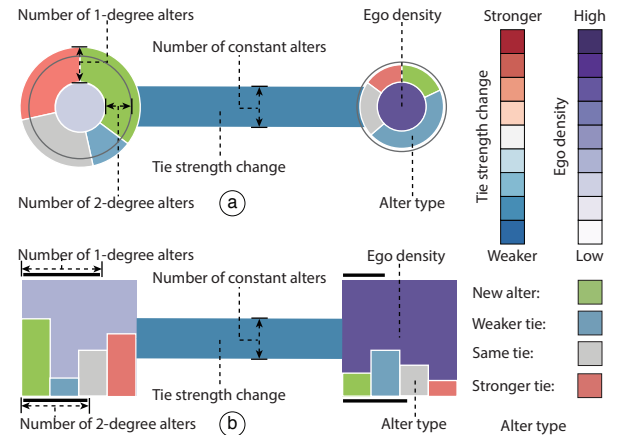 Number of 1-degree alters
Number of constant alters
Ego density
Tie strength change
Number of 2-degree alters
a
Alter type
Stronger
High
Tie strength change
Ego density
Weaker
Low
Number of 1-degree alters
Number of constant alters
Ego density
Tie strength change
Number of 2-degree alters
b
Alter type
New alter:
Weaker tie:
Same tie:
Stronger tie:
Alter type